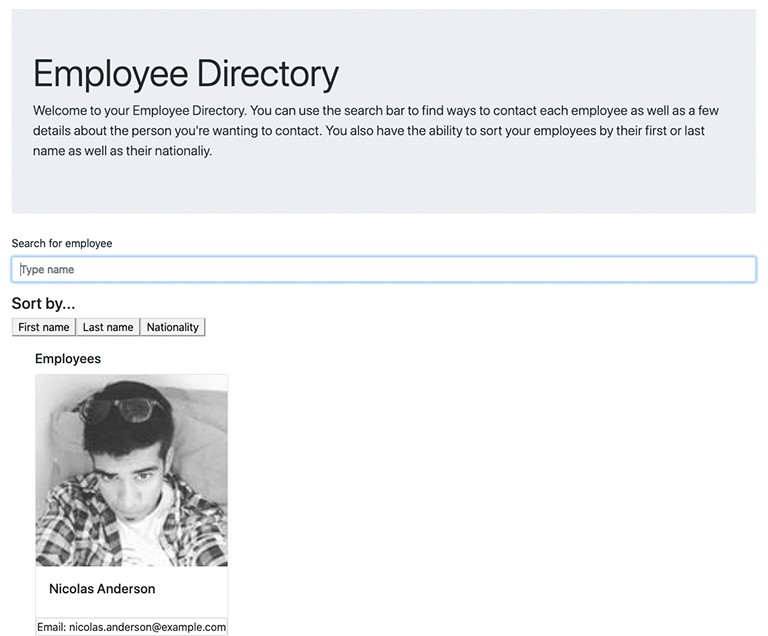 Employee Directory
Welcome to your Employee Directory. You can use the search bar to find ways to contact each employee as well as a few
details about the person you're wanting to contact. You also have the ability to sort your employees by their first or last
name as well as their nationaliy.
Search for employee
Type name
Sort by...
First name Last name Nationality
Employees
Nicolas Anderson
Email: nicolas.anderson@example.com